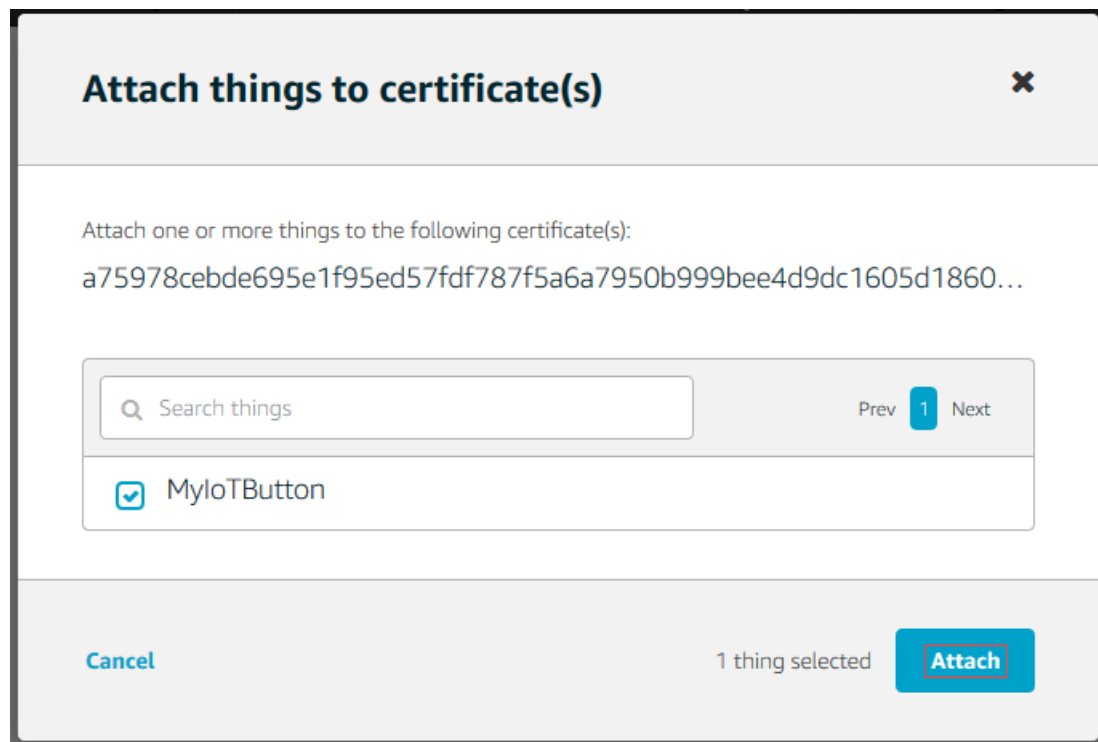 Attach things to certificate(s)
Attach one or more things to the following certificate(s):
a75978cebde695e1f95ed57fdf787f5a6a7950b999bee4d9dc1605d1860...
Search things
Prev 1 Next
MyIoTButton
Cancel
1 thing selected
Attach